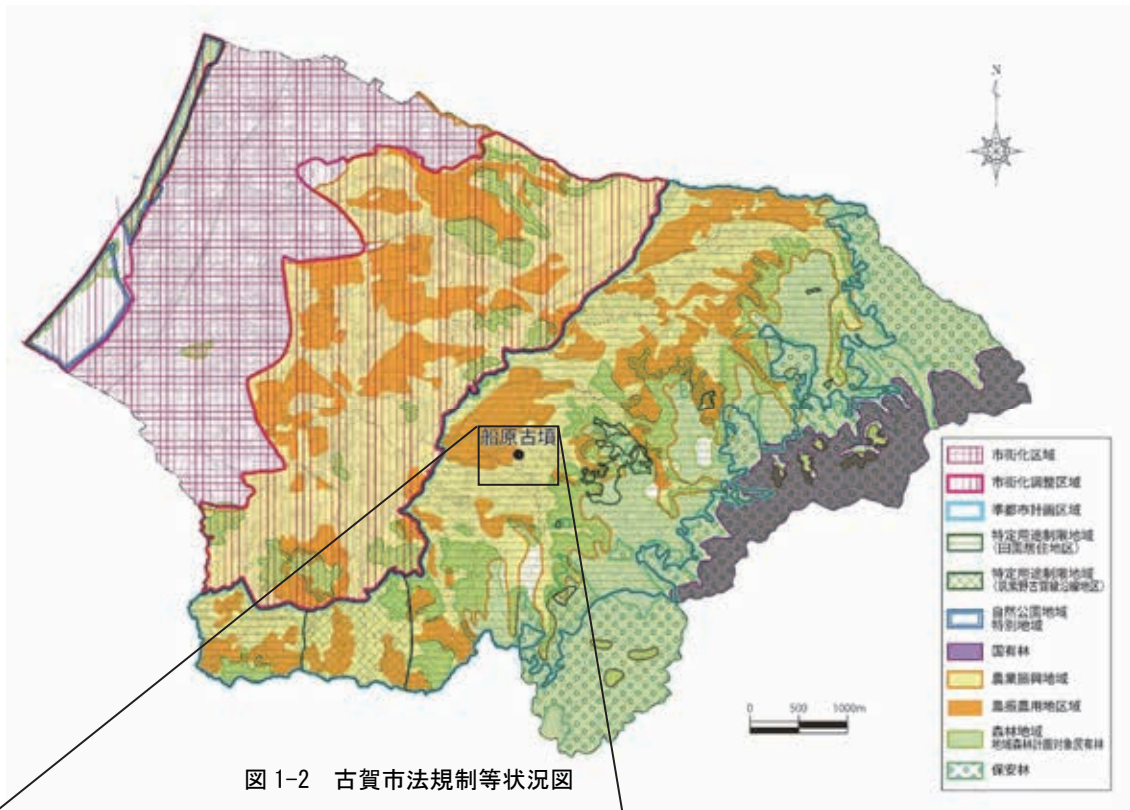 N
船原古墳
市街化区域
市街化調整区域
準都市計画区域
特定用途制限地域
(田園居住地区)
特定用途制限地域
(筑紫野古賀線沿線地区)
自然公園地域
特別地域
国有林
農業振興地域
農振農用地区域
森林地域
地域森林計画対象民有林
保安林
0 500 1000m
図 1-2 古賀市法規制等状況図